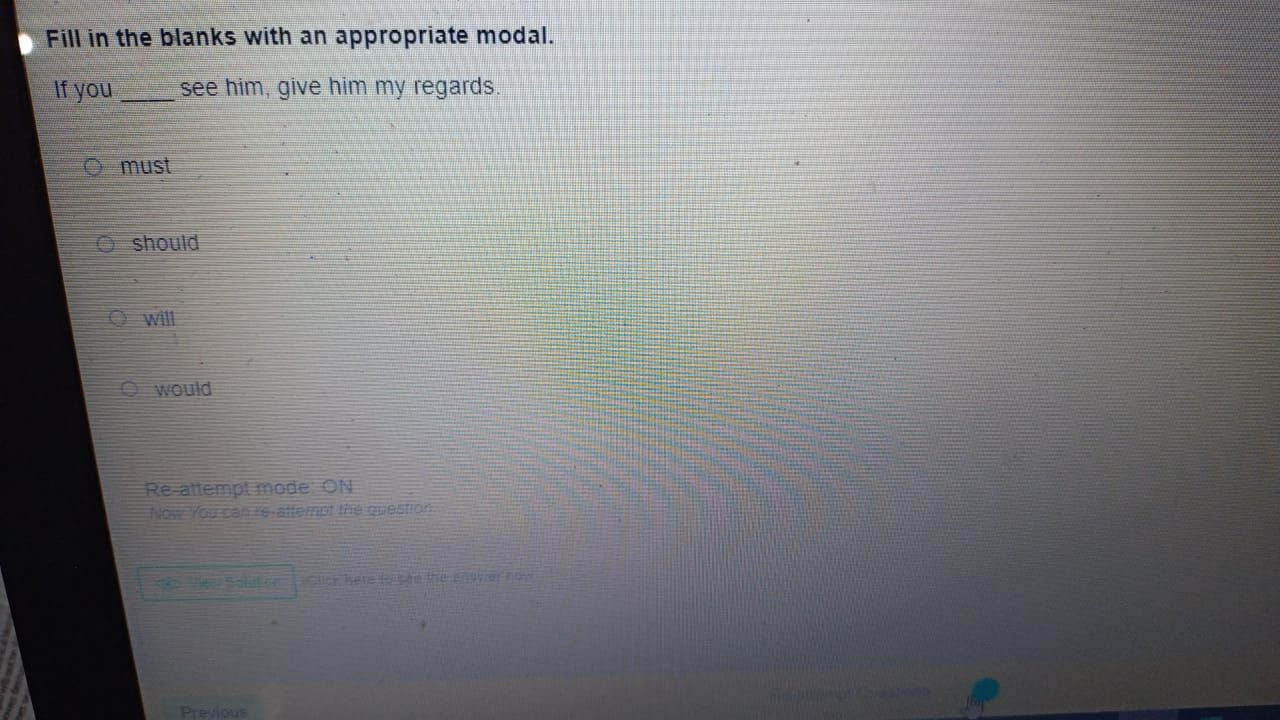 Fill in the blanks with an appropriate modal.
If you ____ see him, give him my regards.
must
should
will
would
Re-attempt mode: ON
Now You can re-attempt the question
View Solution Click here to see the answer now
Previous